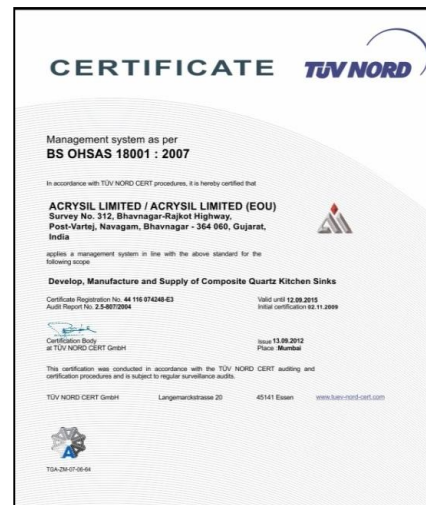 CERTIFICATE
TÜV NORD
Management system as per
BS OHSAS 18001 : 2007
In accordance with TÜV NORD CERT procedures, it is hereby certified that
ACRYSIL LIMITED / ACRYSIL LIMITED (EOU)
Survey No. 312, Bhavnagar-Rajkot Highway,
Post-Vartej, Navagam, Bhavnagar - 364 060, Gujarat,
India
applies a management system in line with the above standard for the
following scope
Develop, Manufacture and Supply of Composite Quartz Kitchen Sinks
Certificate Registration No. 44 116 074248-E3
Audit Report No. 2.5-807/2004
Valid until 12.09.2015
Initial certification 02.11.2009
Certification Body
at TÜV NORD CERT GmbH
Issue 13.09.2012
Place Mumbai
This certification was conducted in accordance with the TÜV NORD CERT auditing and
certification procedures and is subject to regular surveillance audits.
TÜV NORD CERT GmbH Langemarckstrasse 20 45141 Essen www.tuev-nord-cert.com
TGA-ZM-07-06-64